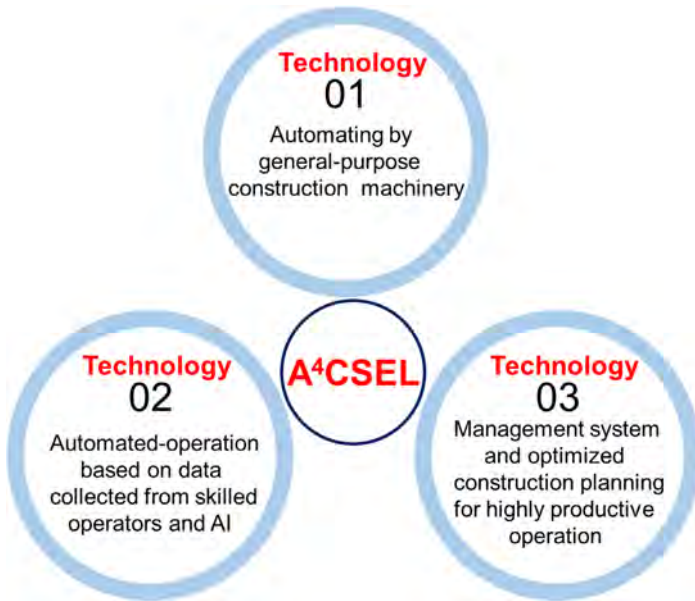 Technology
01
Automating by
general-purpose
construction machinery
A⁴CSEL
Technology
02
Automated-operation
based on data
collected from skilled
operators and AI
Technology
03
Management system
and optimized
construction planning
for highly productive
operation